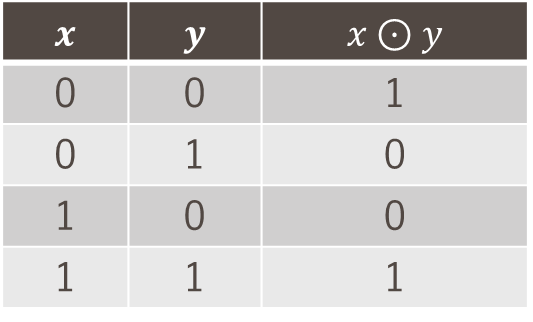 x y x ⊙ y
0 0 1
0 1 0
1 0 0
1 1 1